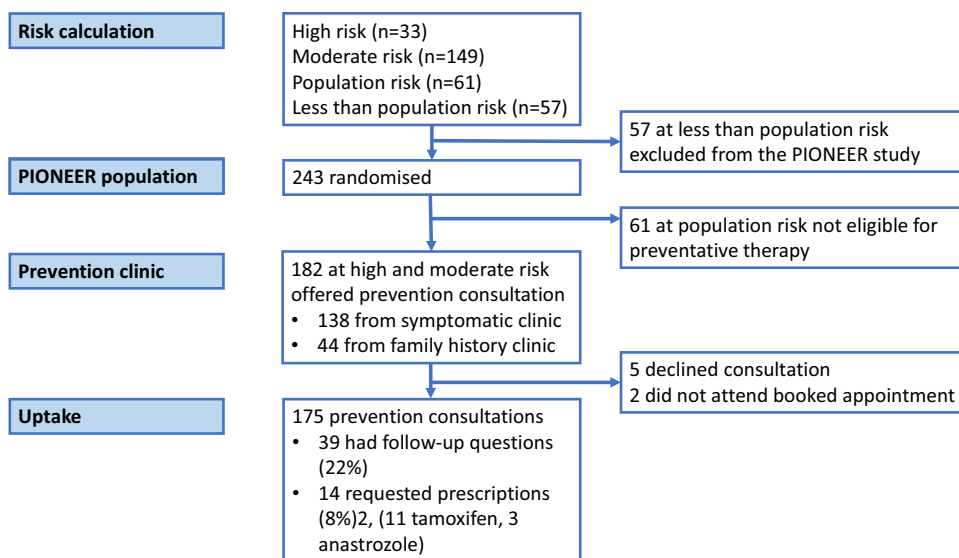 Risk calculation
High risk (n=33)
Moderate risk (n=149)
Population risk (n=61)
Less than population risk (n=57)
57 at less than population risk
excluded from the PIONEER study
PIONEER population
243 randomised
61 at population risk not eligible for
preventative therapy
Prevention clinic
182 at high and moderate risk
offered prevention consultation
• 138 from symptomatic clinic
• 44 from family history clinic
5 declined consultation
2 did not attend booked appointment
Uptake
175 prevention consultations
• 39 had follow-up questions
(22%)
• 14 requested prescriptions
(8%)2, (11 tamoxifen, 3
anastrozole)